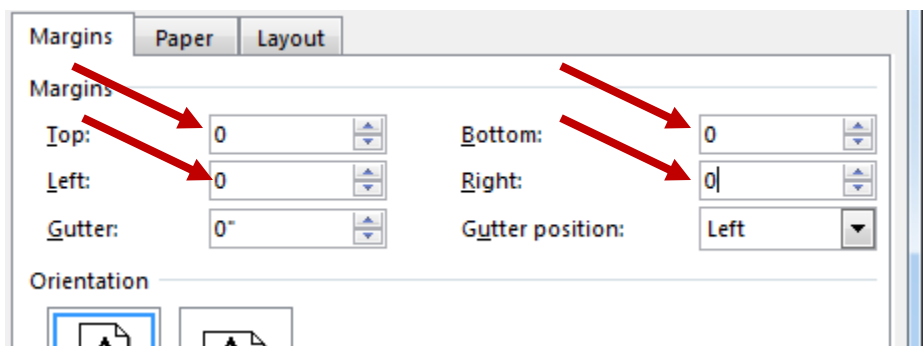 Margins Paper Layout
Margins
Top: 0 Bottom: 0
Left: 0 Right: 0
Gutter: 0" Gutter position: Left
Orientation
A A